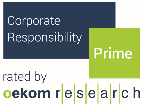 Corporate
Responsibility
Prime
rated by
oekom research